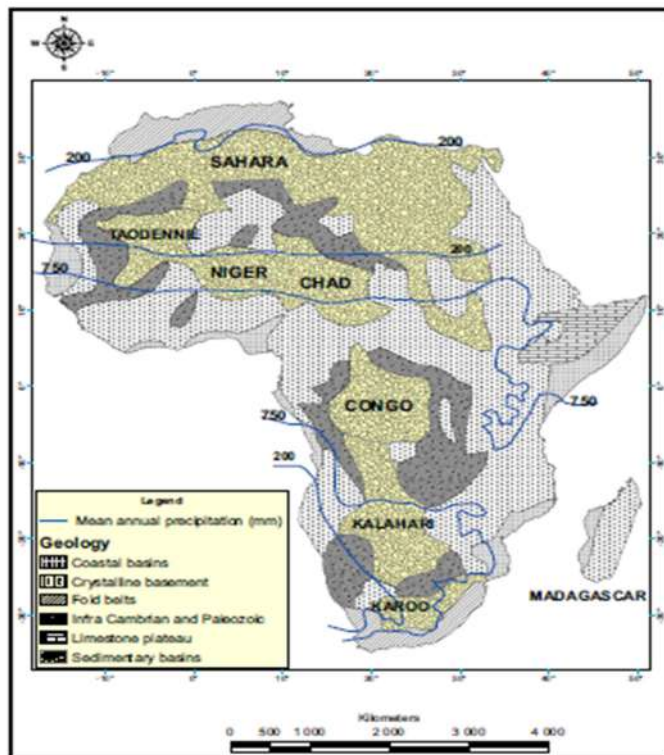 N
W
S
200
200
SAHARA
TAODENNIE
200
750
NIGER
CHAD
CONGO
750
750
200
KALAHARI
MADAGASCAR
KAROO
Legend
Mean annual precipitation (mm)
Geology
Coastal basins
Crystalline basement
Fold belts
Infra Cambrian and Paleozoic
Limestone plateau
Sedimentary basins
Kilometers
0 500 1 000 2 000 3 000 4 000